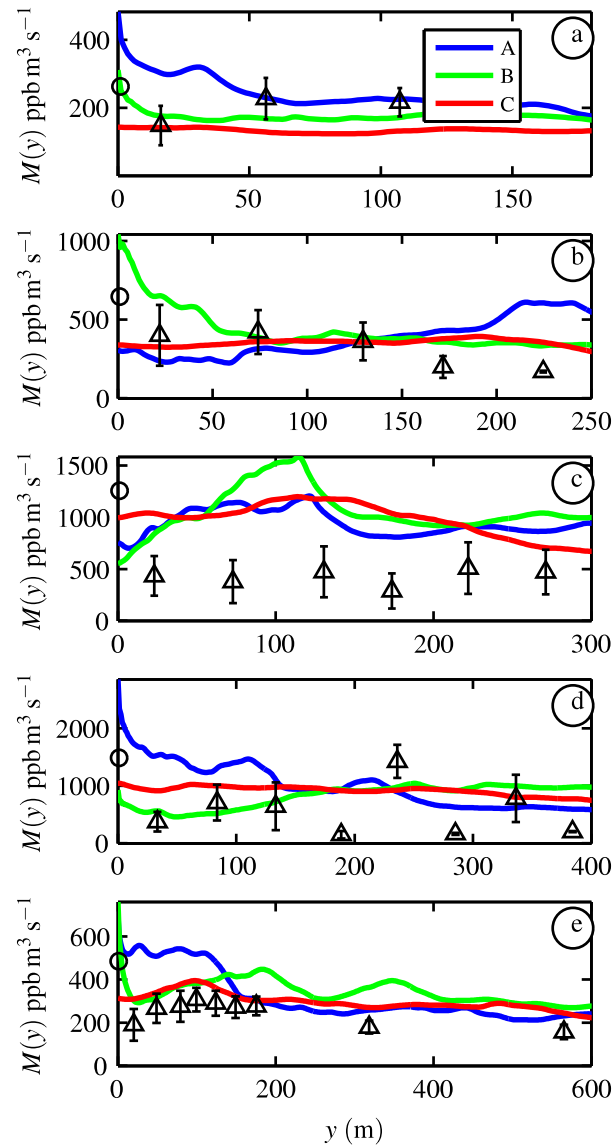 a
400
200
0
M(y) ppb m³ s⁻¹
A
B
C
0 50 100 150
b
1000
500
0
M(y) ppb m³ s⁻¹
0 50 100 150 200 250
c
1500
1000
500
0
M(y) ppb m³ s⁻¹
0 100 200 300
d
2000
1000
0
M(y) ppb m³ s⁻¹
0 100 200 300 400
e
600
400
200
0
M(y) ppb m³ s⁻¹
0 200 400 600
y (m)